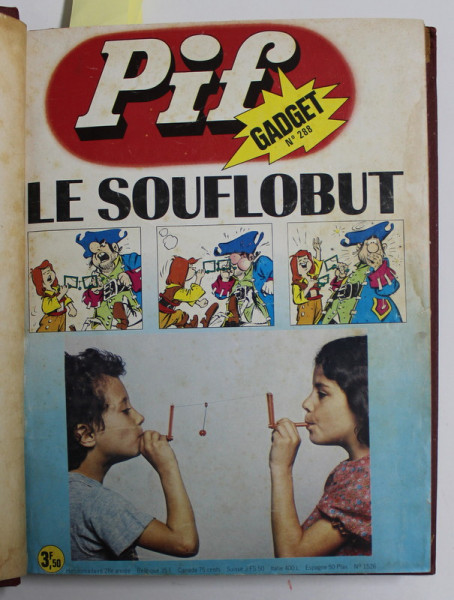 Pif
GADGET
N° 288
LE SOUFLOBUT
3F,50